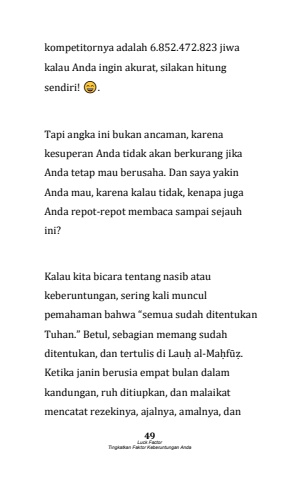 kompetitornya adalah 6.852.472.823 jiwa
kalau Anda ingin akurat, silakan hitung
sendiri! 😄.
Tapi angka ini bukan ancaman, karena
kesuperan Anda tidak akan berkurang jika
Anda tetap mau berusaha. Dan saya yakin
Anda mau, karena kalau tidak, kenapa juga
Anda repot-repot membaca sampai sejauh
ini?
Kalau kita bicara tentang nasib atau
keberuntungan, sering kali muncul
pemahaman bahwa “semua sudah ditentukan
Tuhan.” Betul, sebagian memang sudah
ditentukan, dan tertulis di Lauḥ al-Maḥfūẓ.
Ketika janin berusia empat bulan dalam
kandungan, ruh ditiupkan, dan malaikat
mencatat rezekinya, ajalnya, amalnya, dan
49
Luck Factor
Tingkatkan Faktor Keberuntungan Anda